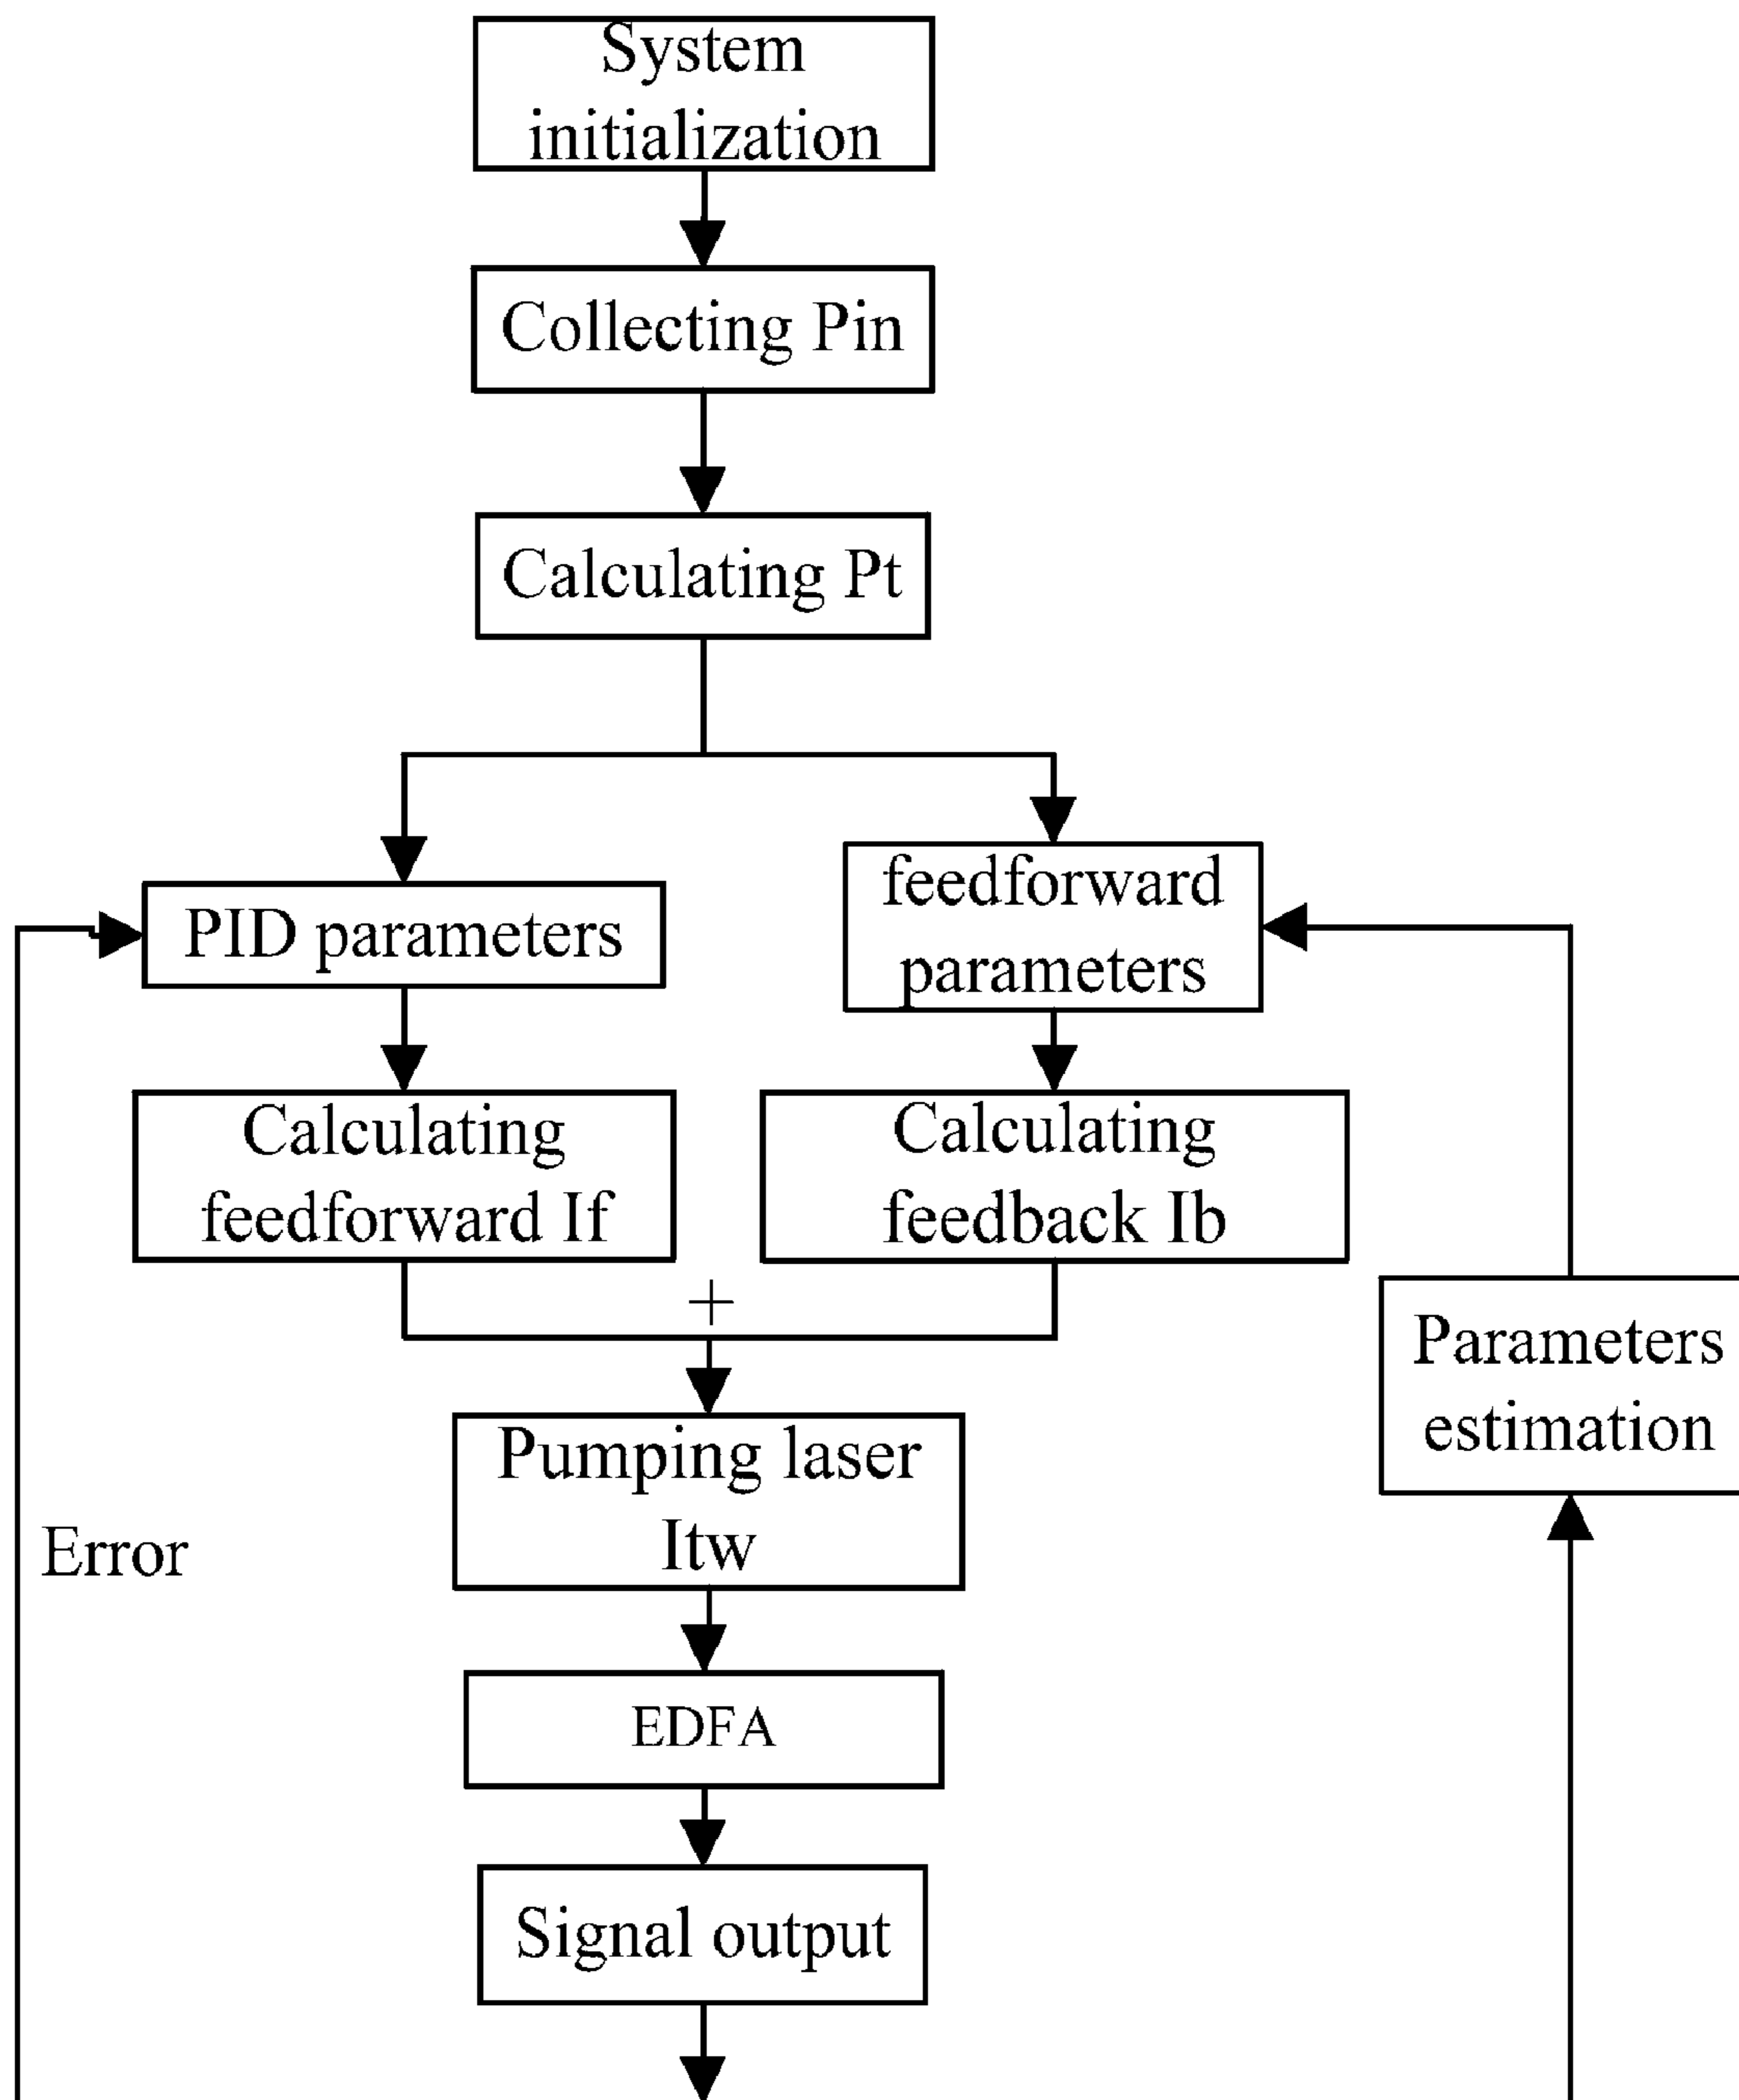 System
initialization
Collecting Pin
Calculating Pt
PID parameters
feedforward
parameters
Calculating
feedforward If
Calculating
feedback Ib
+
Parameters
estimation
Pumping laser
Itw
Error
EDFA
Signal output